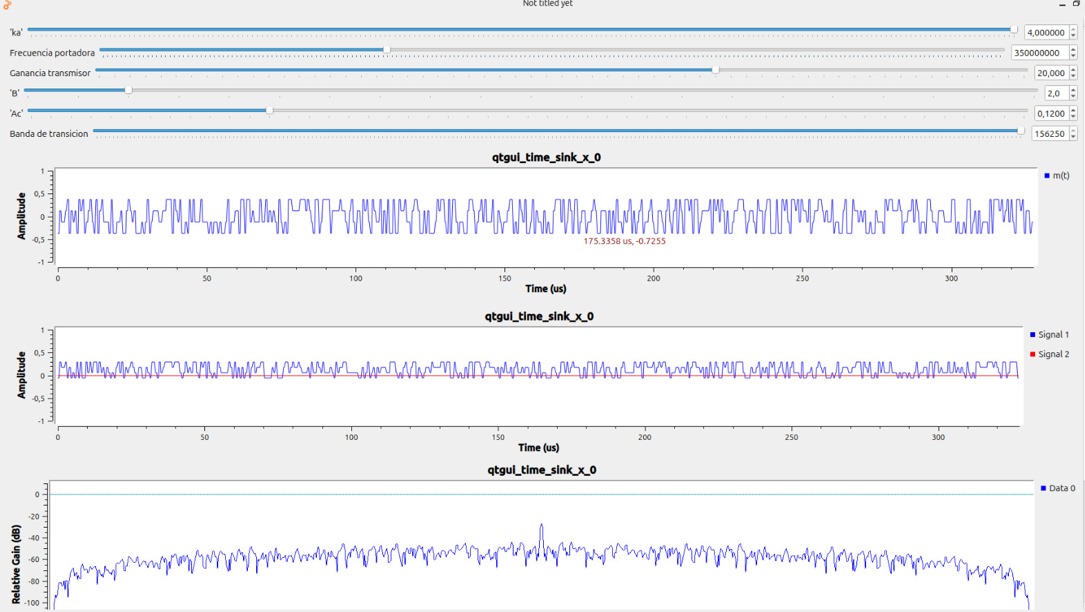 Not titled yet
'ka' 4,000000
Frecuencia portadora 350000000
Ganancia transmisor 20,000
'B' 2,0
'Ac' 0,1200
Banda de transicion 156250
qtgui_time_sink_x_0
1
0,5
0
-0,5
-1
Amplitude
m(t)
175.3358 us, -0.7255
0 50 100 150 200 250 300
Time (us)
qtgui_time_sink_x_0
1
0,5
0
-0,5
-1
Amplitude
Signal 1
Signal 2
0 50 100 150 200 250 300
Time (us)
qtgui_time_sink_x_0
0
-20
-40
-60
-80
-100
Relative Gain (dB)
Data 0